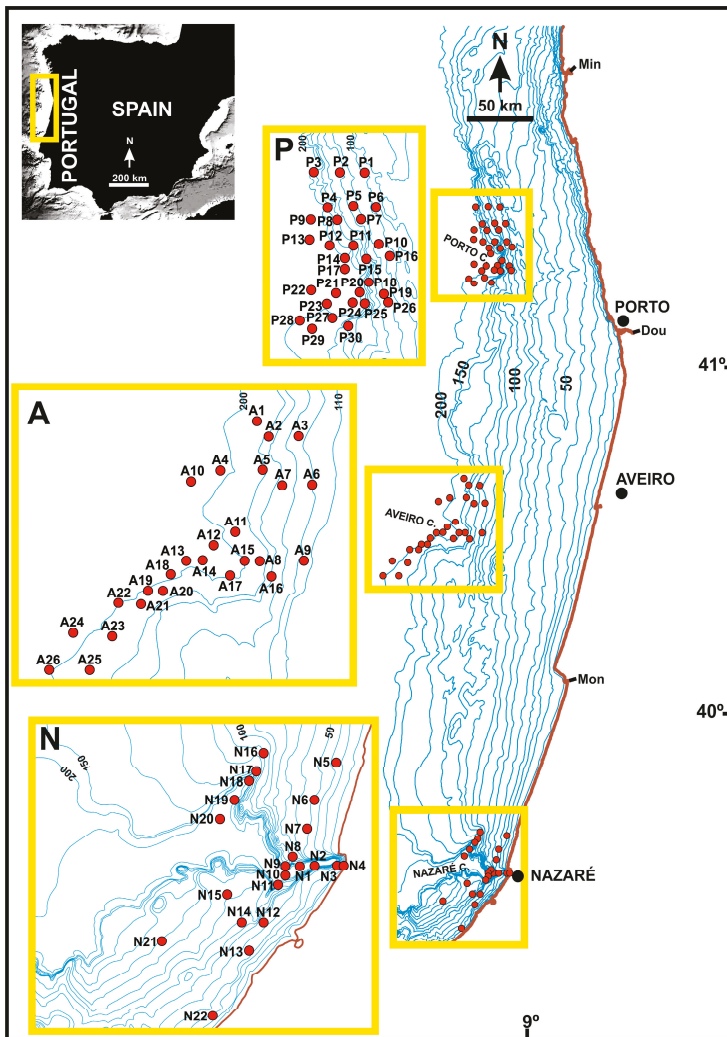 PORTUGAL
SPAIN
N
200 km
N
50 km
Min
P
200
100
P3 P2 P1
P4 P5 P6
P9 P8 P7
P13 P12 P11 P10
P14 P16
P17 P15
P22 P21 P20 P10
P19
P23 P24 P25 P26
P28 P27
P29 P30
PORTO C.
PORTO
Dou
41º
200
150
100
50
A
200
110
A1
A2 A3
A4 A5
A10 A7 A6
A11
A12
A13 A15 A8 A9
A18 A14
A19 A17 A16
A22 A20
A21
A24 A23
A26 A25
AVEIRO c.
AVEIRO
Mon
40º
N
200
150
100
50
N16
N17 N5
N18
N19 N6
N20
N7
N8
N9 N2
N10 N1 N3 N4
N11
N15
N14 N12
N21
N13
N22
NAZARÉ C.
NAZARÉ
9º